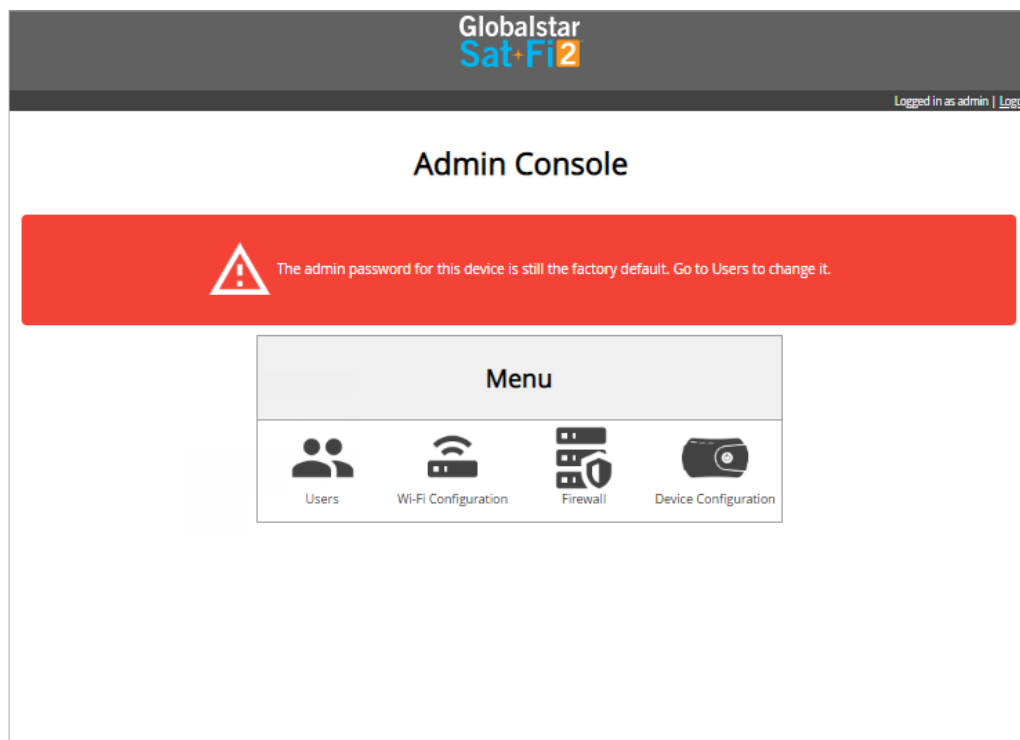 Globalstar
Sat+Fi2
Logged in as admin | Logo
Admin Console
The admin password for this device is still the factory default. Go to Users to change it.
Menu
Users Wi-Fi Configuration Firewall Device Configuration